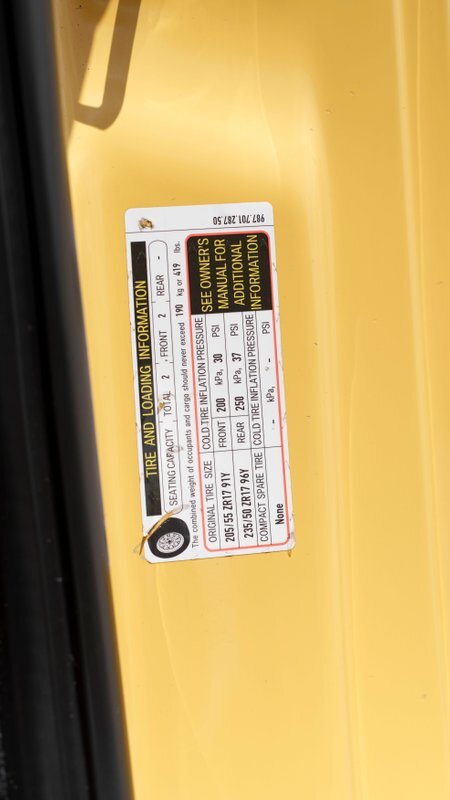 987.701.287.50
TIRE AND LOADING INFORMATION
SEATING CAPACITY TOTAL 2 , FRONT 2 REAR -
The combined weight of occupants and cargo should never exceed 190 kg or 419 lbs.
ORIGINAL TIRE SIZE COLD TIRE INFLATION PRESSURE
205/55 ZR17 91Y FRONT 200 kPa, 30 PSI
235/50 ZR17 96Y REAR 250 kPa, 37 PSI
COMPACT SPARE TIRE COLD TIRE INFLATION PRESSURE
None - kPa, - PSI
SEE OWNER'S
MANUAL FOR
ADDITIONAL
INFORMATION